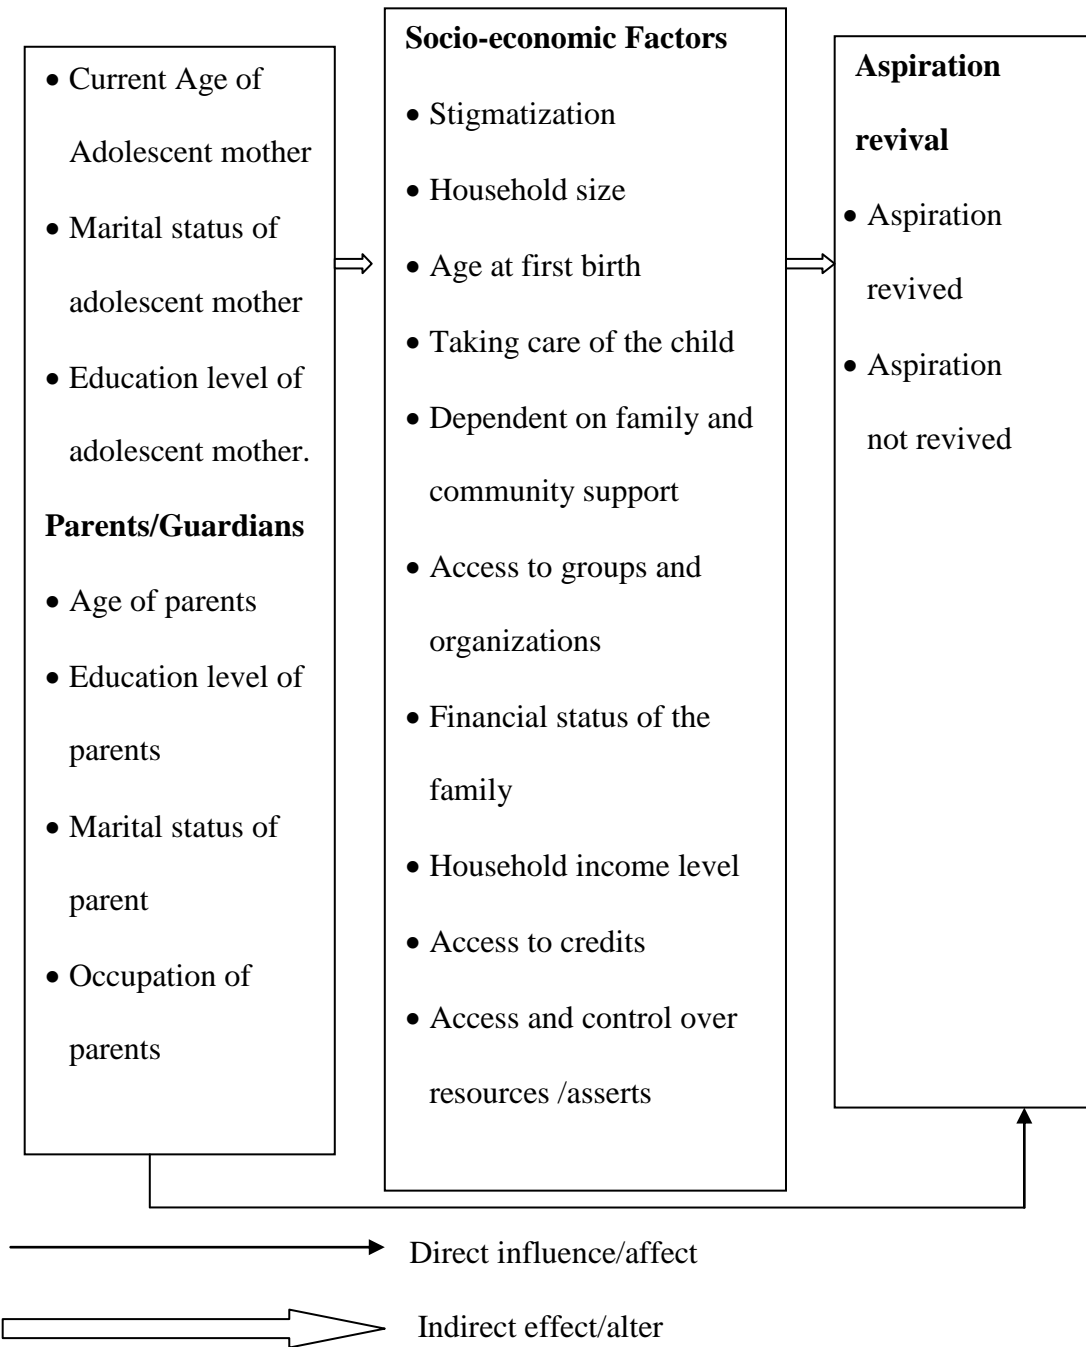 • Current Age of
Adolescent mother
• Marital status of
adolescent mother
• Education level of
adolescent mother.
Parents/Guardians
• Age of parents
• Education level of
parents
• Marital status of
parent
• Occupation of
parents
Socio-economic Factors
• Stigmatization
• Household size
• Age at first birth
• Taking care of the child
• Dependent on family and
community support
• Access to groups and
organizations
• Financial status of the
family
• Household income level
• Access to credits
• Access and control over
resources /asserts
Aspiration
revival
• Aspiration
revived
• Aspiration
not revived
Direct influence/affect
Indirect effect/alter